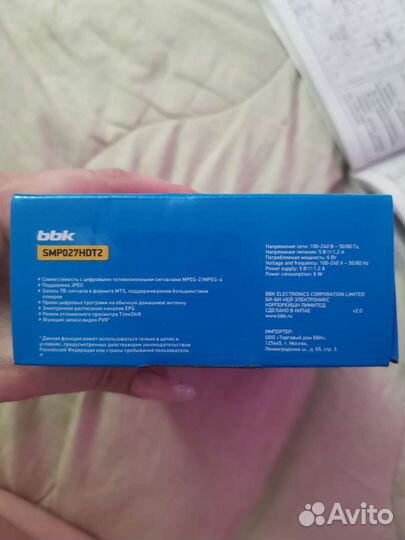 bbk
SMP027HDT2
Совместимость с цифровыми телевизионными сигналами MPEG-2/MPEG-4
Поддержка JPEG
Запись ТВ-сигнала в формате MTS, поддерживаемом большинством
плееров
Прием цифровых программ на обычную домашнюю антенну
Электронное расписание каналов EPG
Режим отложенного просмотра TimeShift
Функция записи видео PVR*
* Данная функция может использоваться только в целях и
условиях, предусмотренных действующим законодательством
Российской Федерации или страны пребывания пользователя.
Напряжение сети: 100-240 В ~ 50/60 Гц
Напряжение питания: 5 В 1,2 А
Потребляемая мощность: 6 Вт
Voltage and frequency: 100-240 V ~ 50/60 Hz
Power supply: 5 В 1,2 А
Power consumption: 6 W
BBK ELECTRONICS CORPORATION LIMITED
БИ-БИ-КЕЙ ЭЛЕКТРОНИКС
КОРПОРЕЙШН ЛИМИТЕД
СДЕЛАНО В КИТАЕ v2.0
www.bbk.ru
ИМПОРТЕР:
ООО «Торговый дом ББК»,
125445, г. Москва,
Ленинградское ш., д. 65, стр. 3.
Avito